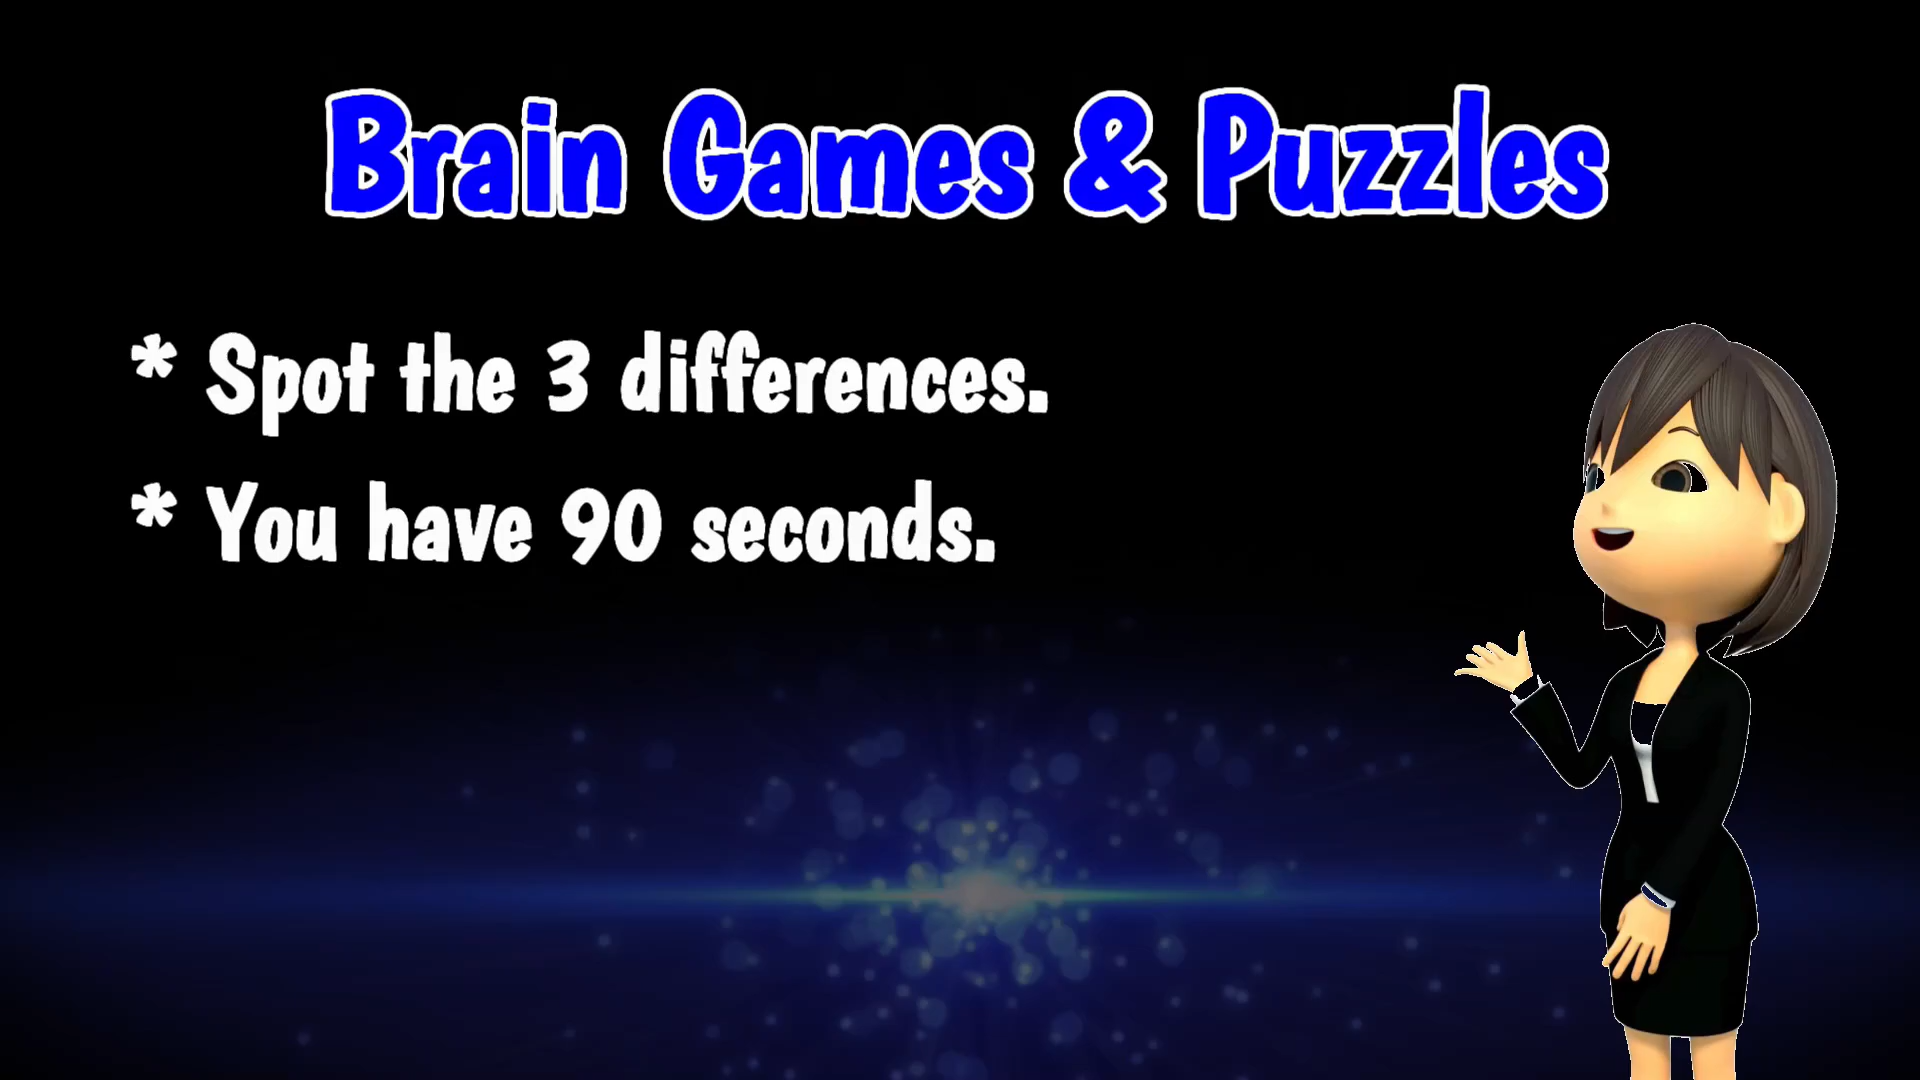 Brain Games & Puzzles
* Spot the 3 differences.
* You have 90 seconds.